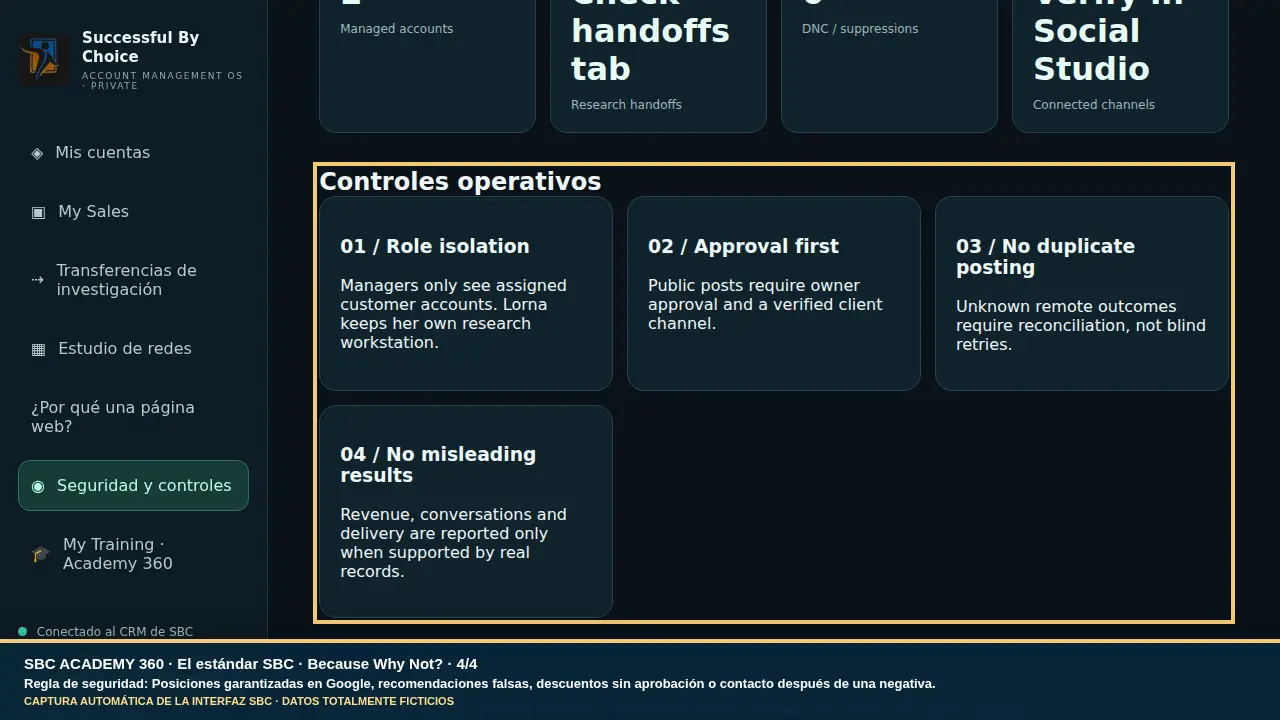 Successful By
Choice
ACCOUNT MANAGEMENT OS
· PRIVATE
Mis cuentas
My Sales
Transferencias de
investigación
Estudio de redes
¿Por qué una página
web?
Seguridad y controles
My Training ·
Academy 360
Conectado al CRM de SBC
Managed accounts
handoffs
tab
Research handoffs
DNC / suppressions
Social
Studio
Connected channels
Controles operativos
01 / Role isolation
Managers only see assigned
customer accounts. Lorna
keeps her own research
workstation.
02 / Approval first
Public posts require owner
approval and a verified client
channel.
03 / No duplicate
posting
Unknown remote outcomes
require reconciliation, not blind
retries.
04 / No misleading
results
Revenue, conversations and
delivery are reported only
when supported by real
records.
SBC ACADEMY 360 · El estándar SBC · Because Why Not? · 4/4
Regla de seguridad: Posiciones garantizadas en Google, recomendaciones falsas, descuentos sin aprobación o contacto después de una negativa.
CAPTURA AUTOMÁTICA DE LA INTERFAZ SBC · DATOS TOTALMENTE FICTICIOS